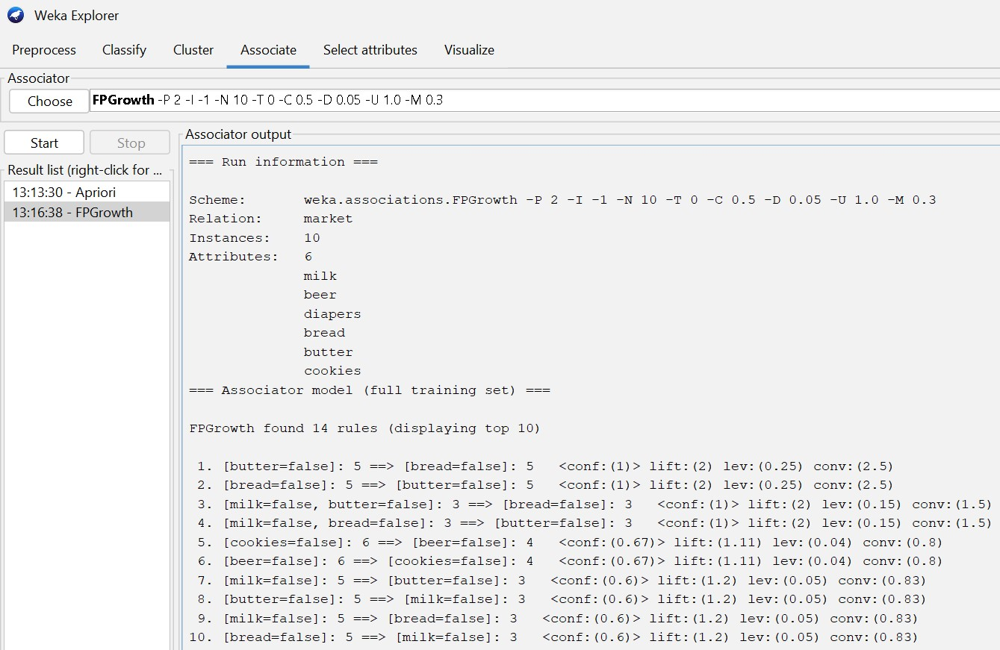 Weka Explorer
Preprocess Classify Cluster Associate Select attributes Visualize
Associator
Choose FPGrowth -P 2 -I -1 -N 10 -T 0 -C 0.5 -D 0.05 -U 1.0 -M 0.3
Start Stop
Result list (right-click for ...
13:13:30 - Apriori
13:16:38 - FPGrowth
Associator output
=== Run information ===
Scheme: weka.associations.FPGrowth -P 2 -I -1 -N 10 -T 0 -C 0.5 -D 0.05 -U 1.0 -M 0.3
Relation: market
Instances: 10
Attributes: 6
milk
beer
diapers
bread
butter
cookies
=== Associator model (full training set) ===
FPGrowth found 14 rules (displaying top 10)
1. [butter=false]: 5 ==> [bread=false]: 5 <conf:(1)> lift:(2) lev:(0.25) conv:(2.5)
2. [bread=false]: 5 ==> [butter=false]: 5 <conf:(1)> lift:(2) lev:(0.25) conv:(2.5)
3. [milk=false, butter=false]: 3 ==> [bread=false]: 3 <conf:(1)> lift:(2) lev:(0.15) conv:(1.5)
4. [milk=false, bread=false]: 3 ==> [butter=false]: 3 <conf:(1)> lift:(2) lev:(0.15) conv:(1.5)
5. [cookies=false]: 6 ==> [beer=false]: 4 <conf:(0.67)> lift:(1.11) lev:(0.04) conv:(0.8)
6. [beer=false]: 6 ==> [cookies=false]: 4 <conf:(0.67)> lift:(1.11) lev:(0.04) conv:(0.8)
7. [milk=false]: 5 ==> [butter=false]: 3 <conf:(0.6)> lift:(1.2) lev:(0.05) conv:(0.83)
8. [butter=false]: 5 ==> [milk=false]: 3 <conf:(0.6)> lift:(1.2) lev:(0.05) conv:(0.83)
9. [milk=false]: 5 ==> [bread=false]: 3 <conf:(0.6)> lift:(1.2) lev:(0.05) conv:(0.83)
10. [bread=false]: 5 ==> [milk=false]: 3 <conf:(0.6)> lift:(1.2) lev:(0.05) conv:(0.83)